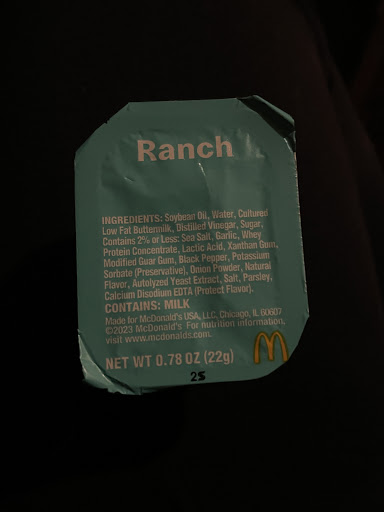 Ranch
INGREDIENTS: Soybean Oil, Water, Cultured
Low Fat Buttermilk, Distilled Vinegar, Sugar,
Contains 2% or Less: Sea Salt, Garlic, Whey
Protein Concentrate, Lactic Acid, Xanthan Gum,
Modified Guar Gum, Black Pepper, Potassium
Sorbate (Preservative), Onion Powder, Natural
Flavor, Autolyzed Yeast Extract, Salt, Parsley,
Calcium Disodium EDTA (Protect Flavor).
CONTAINS: MILK
Made for McDonald's USA, LLC, Chicago, IL 60607
©2023 McDonald's For nutrition information,
visit www.mcdonalds.com.
NET WT 0.78 OZ (22g)
25